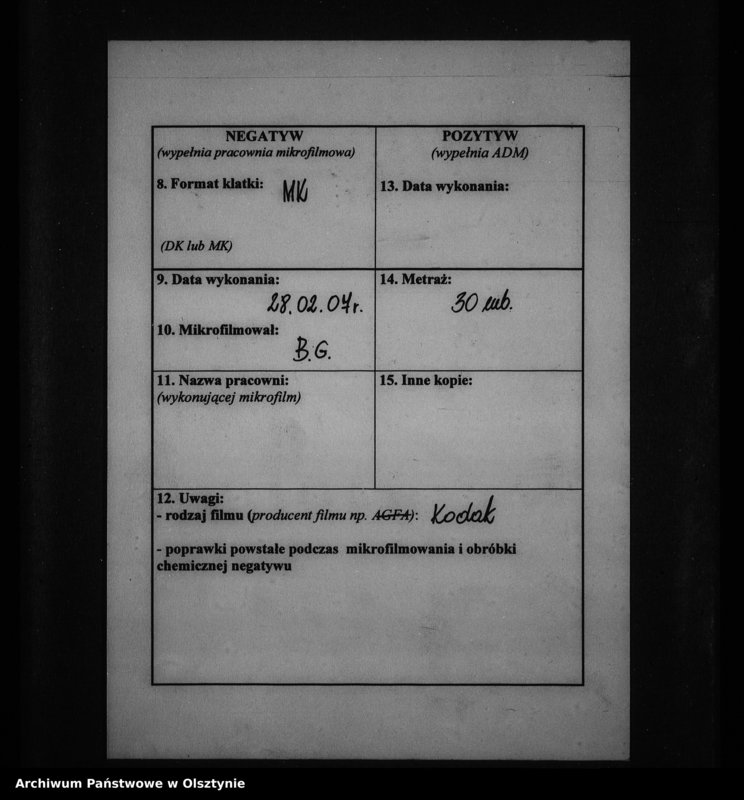 NEGATYW
(wypełnia pracownia mikrofilmowa)
8. Format klatki: MK
(DK lub MK)
POZYTYW
(wypełnia ADM)
13. Data wykonania:
9. Data wykonania:
28.02.07r.
10. Mikrofilmował:
B.G.
14. Metraż:
30 mb.
11. Nazwa pracowni:
(wykonującej mikrofilm)
15. Inne kopie:
12. Uwagi:
- rodzaj filmu (producent filmu np. AGFA): Kodak
- poprawki powstałe podczas mikrofilmowania i obróbki
chemicznej negatywu
Archiwum Państwowe w Olsztynie